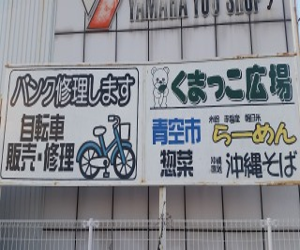 YAMAHA YOU SHOP
パンク修理します
自転車
販売・修理
くまっこ広場
青空市
らーめん
惣菜
沖縄そば